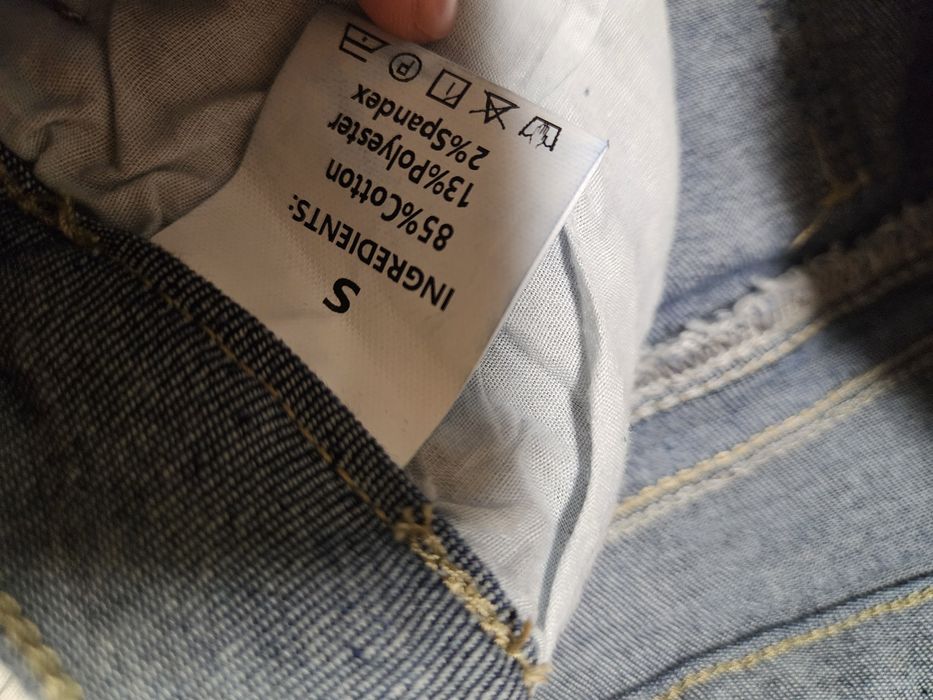 S
INGREDIENTS:
85%Cotton
13%Polyester
2%Spandex
P